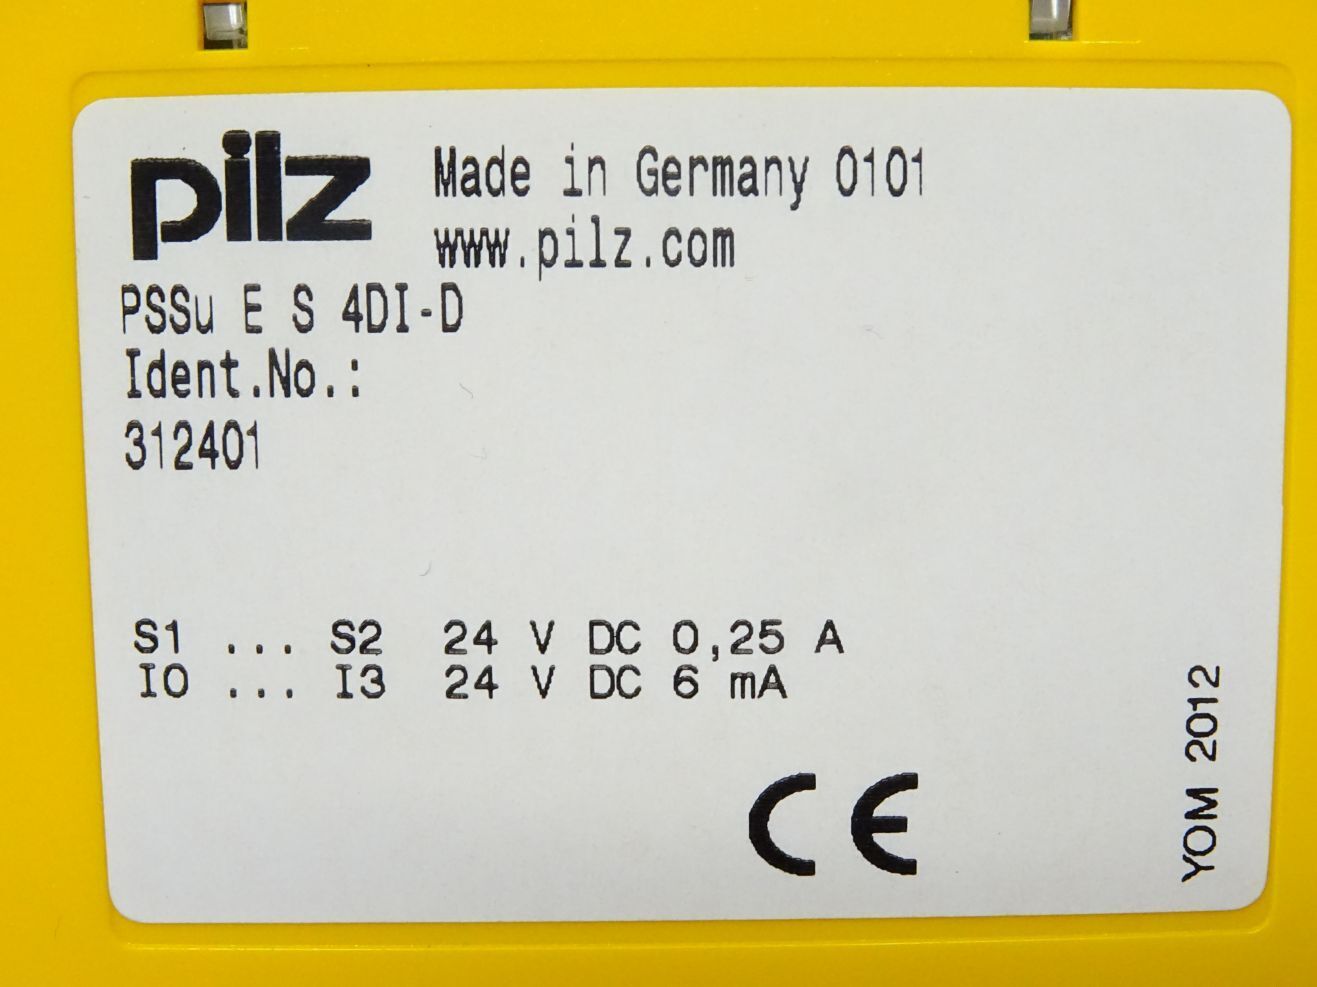 pilz
Made in Germany 0101
www.pilz.com
PSSu E S 4DI-D
Ident.No.:
312401
S1 ... S2 24 V DC 0,25 A
I0 ... I3 24 V DC 6 mA
CE
YOM 2012